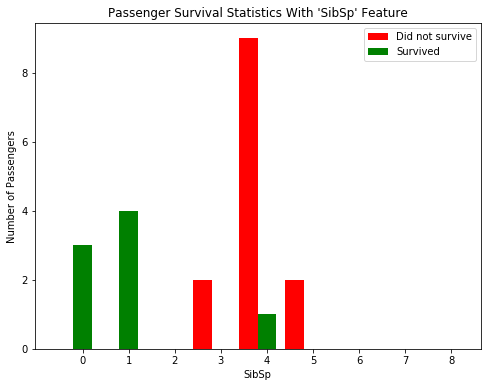 Passenger Survival Statistics With 'SibSp' Feature
Did not survive
Survived
Number of Passengers
8
6
4
2
0
0 1 2 3 4 5 6 7 8
SibSp